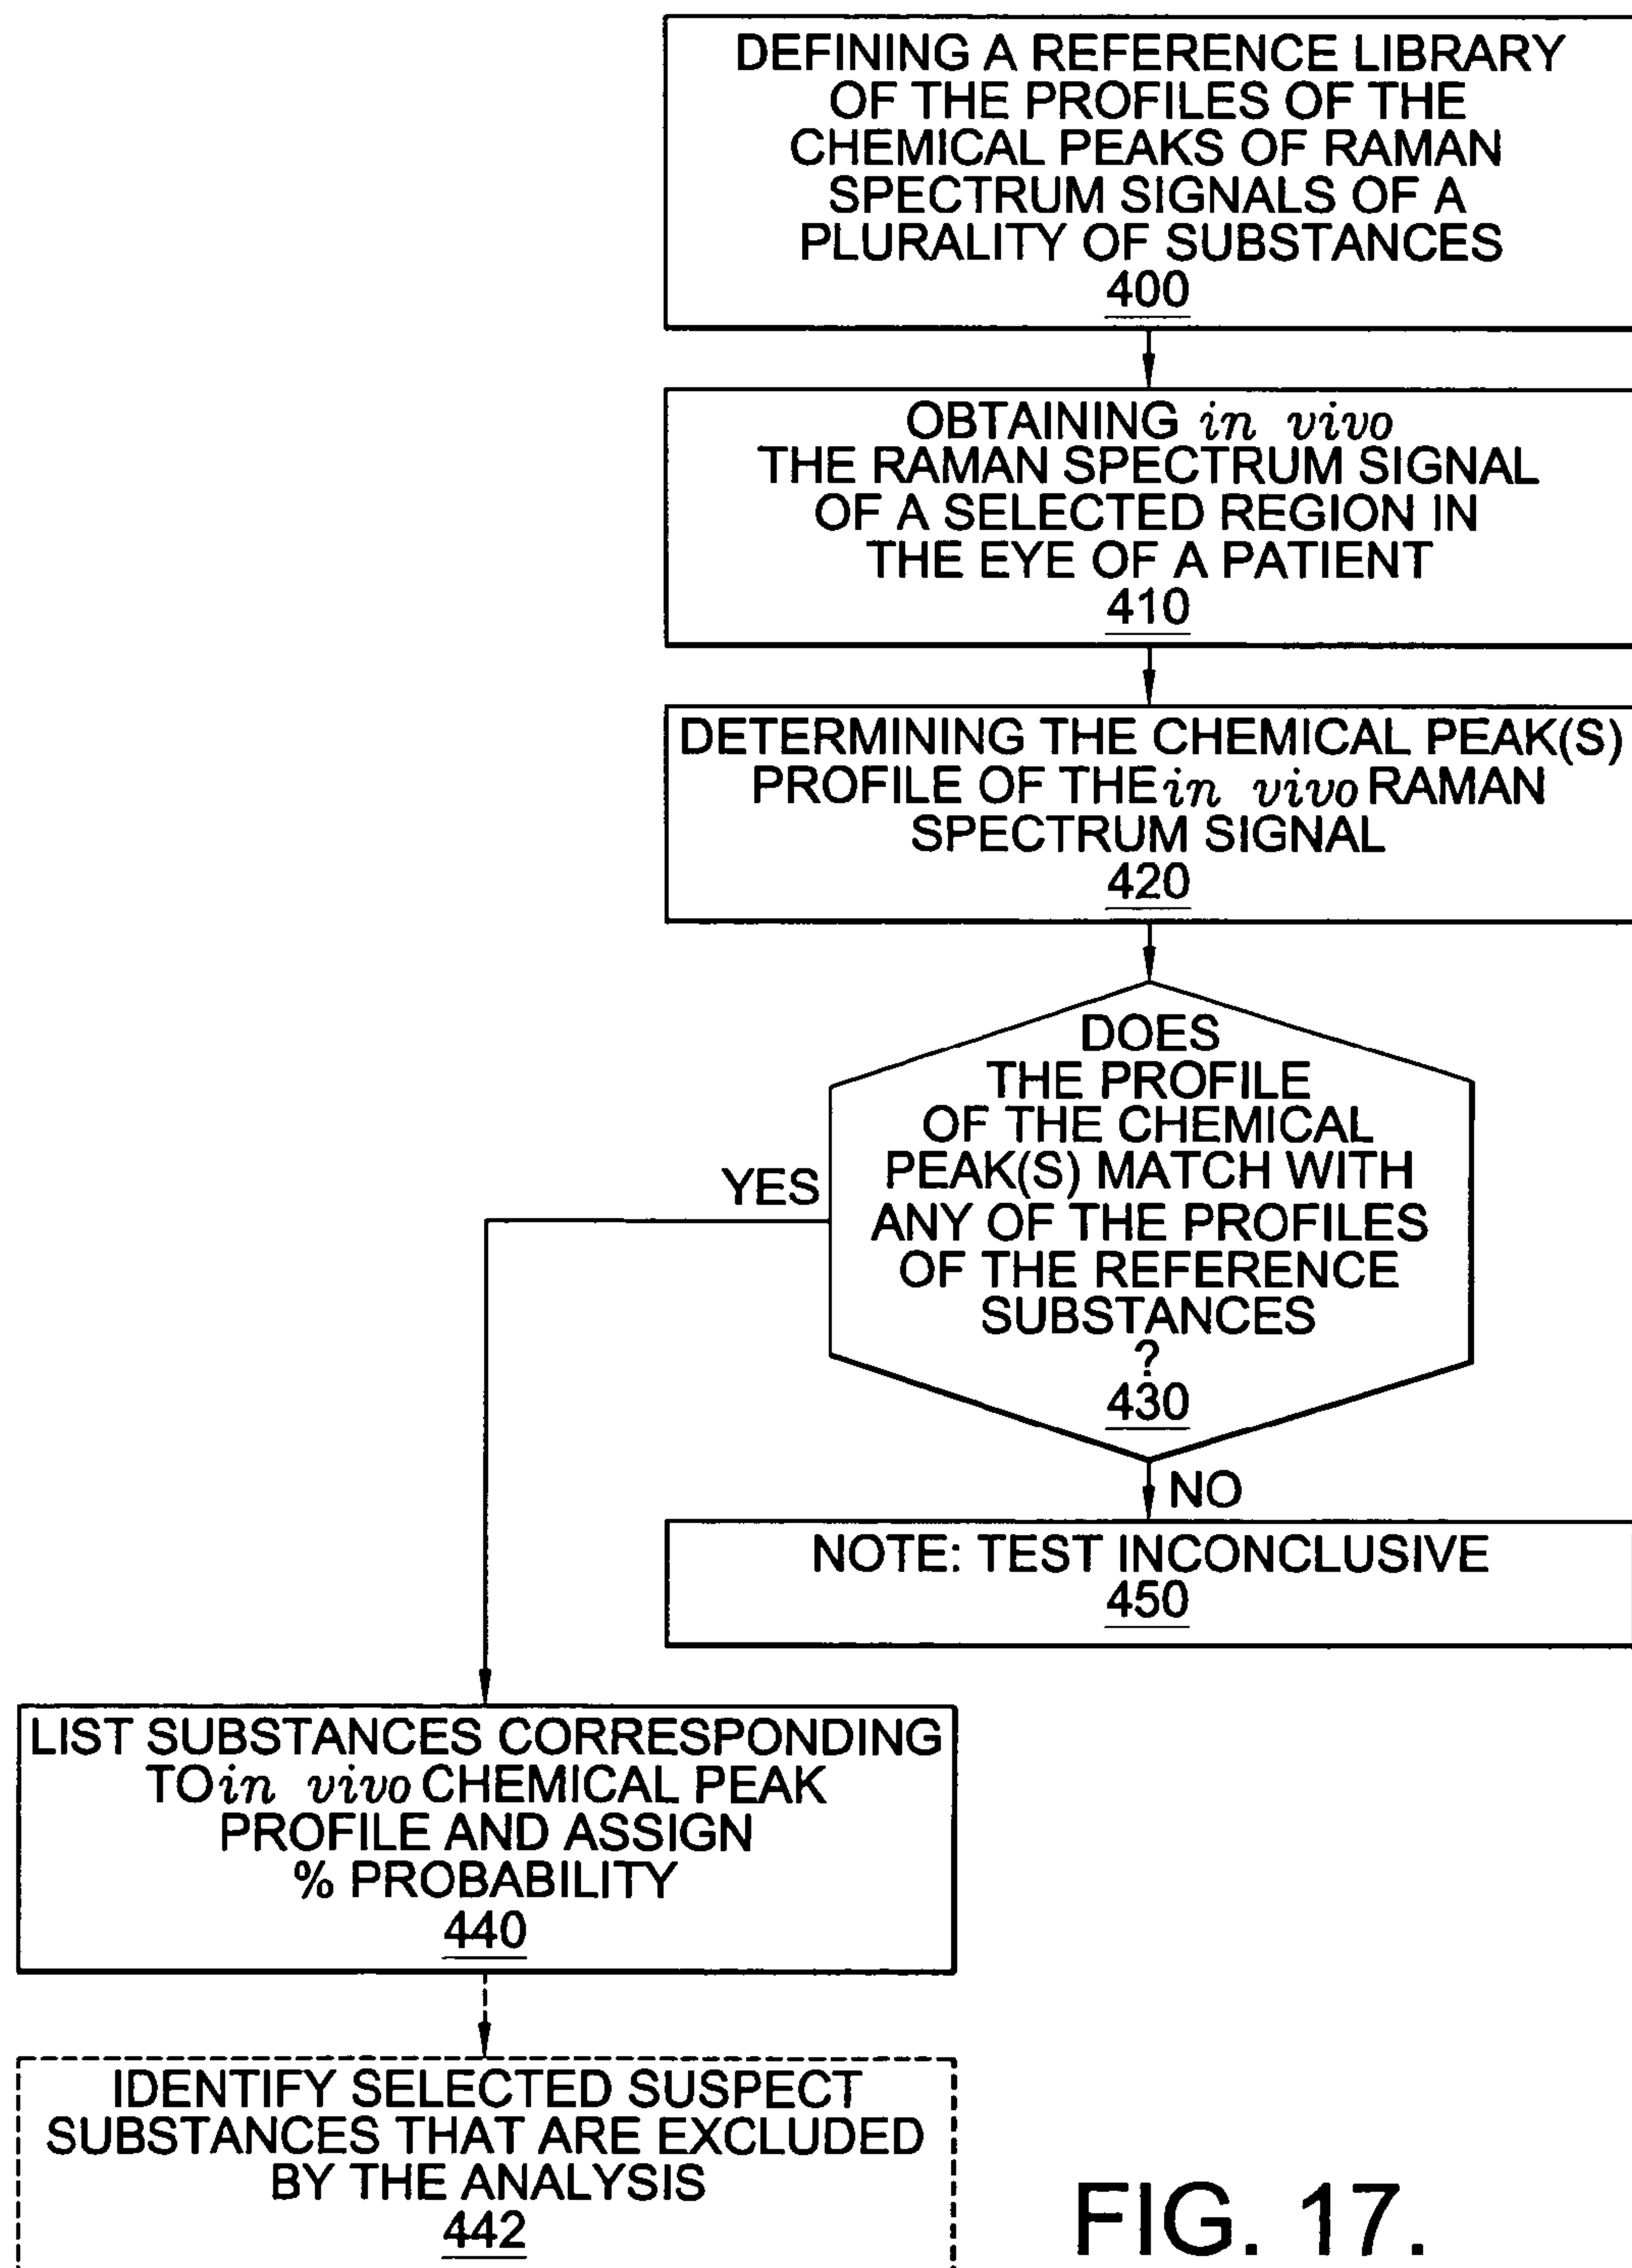 DEFINING A REFERENCE LIBRARY
OF THE PROFILES OF THE
CHEMICAL PEAKS OF RAMAN
SPECTRUM SIGNALS OF A
PLURALITY OF SUBSTANCES
400
OBTAINING in vivo
THE RAMAN SPECTRUM SIGNAL
OF A SELECTED REGION IN
THE EYE OF A PATIENT
410
DETERMINING THE CHEMICAL PEAK(S)
PROFILE OF THE in vivo RAMAN
SPECTRUM SIGNAL
420
DOES
THE PROFILE
OF THE CHEMICAL
PEAK(S) MATCH WITH
ANY OF THE PROFILES
OF THE REFERENCE
SUBSTANCES
?
430
YES
NO
NOTE: TEST INCONCLUSIVE
450
LIST SUBSTANCES CORRESPONDING
TO in vivo CHEMICAL PEAK
PROFILE AND ASSIGN
% PROBABILITY
440
IDENTIFY SELECTED SUSPECT
SUBSTANCES THAT ARE EXCLUDED
BY THE ANALYSIS
442
FIG. 17.